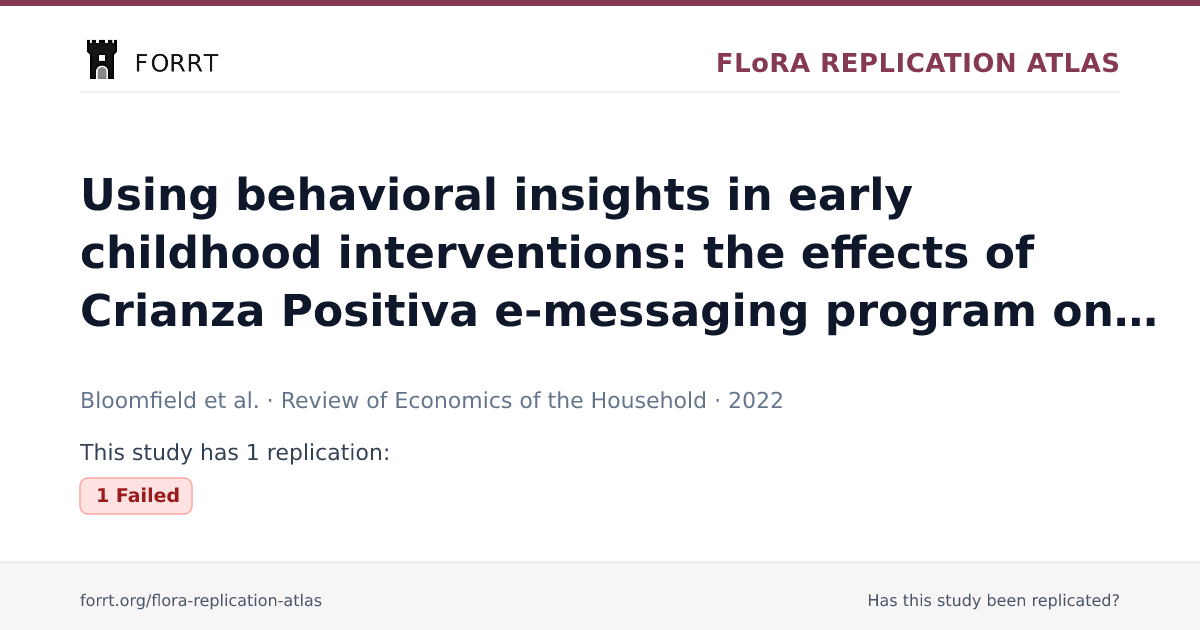 FORRT
FLoRA REPLICATION ATLAS
Using behavioral insights in early
childhood interventions: the effects of
Crianza Positiva e-messaging program on…
Bloomfield et al. · Review of Economics of the Household · 2022
This study has 1 replication:
1 Failed
forrt.org/flora-replication-atlas
Has this study been replicated?